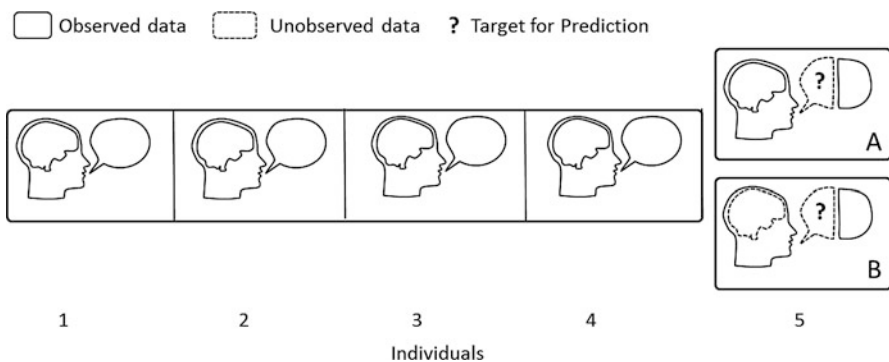 Observed data Unobserved data ? Target for Prediction
?
A
?
B
1 2 3 4 5
Individuals